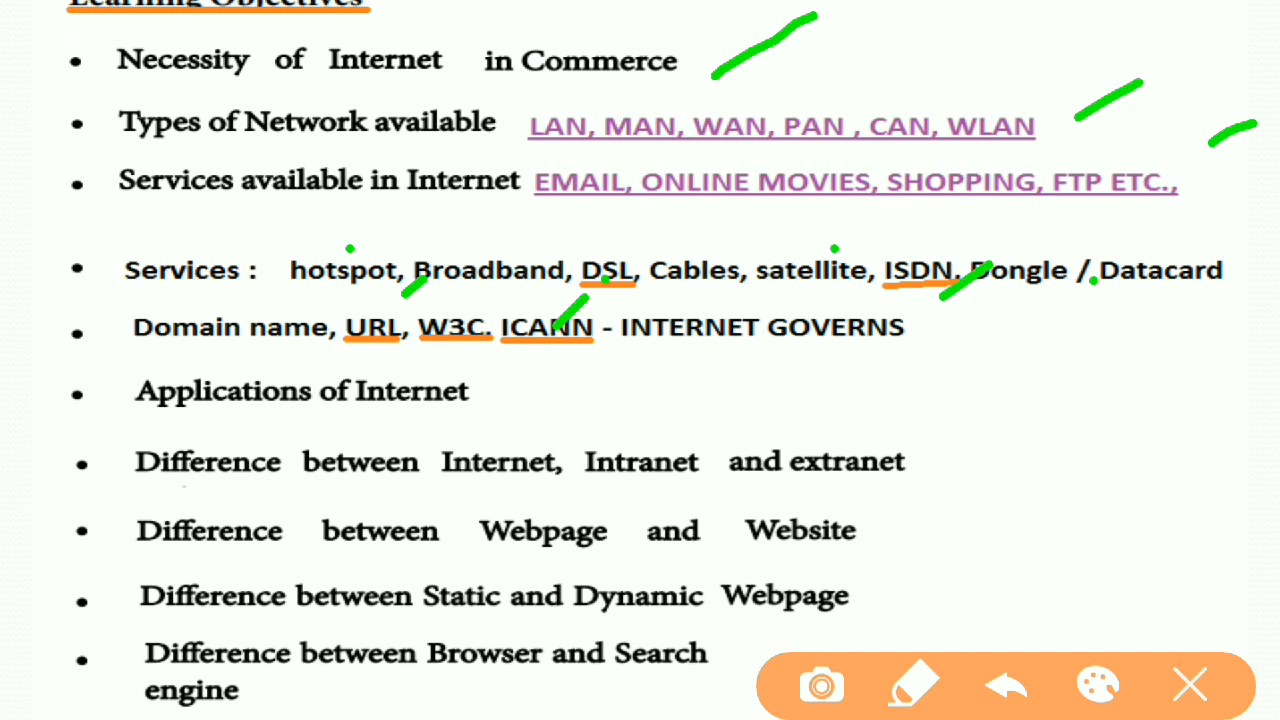 Learning Objectives
• Necessity of Internet in Commerce
• Types of Network available LAN, MAN, WAN, PAN , CAN, WLAN
• Services available in Internet EMAIL, ONLINE MOVIES, SHOPPING, FTP ETC.,
• Services : hotspot, Broadband, DSL, Cables, satellite, ISDN, Dongle / Datacard
• Domain name, URL, W3C. ICANN - INTERNET GOVERNS
• Applications of Internet
• Difference between Internet, Intranet and extranet
• Difference between Webpage and Website
• Difference between Static and Dynamic Webpage
• Difference between Browser and Search
engine